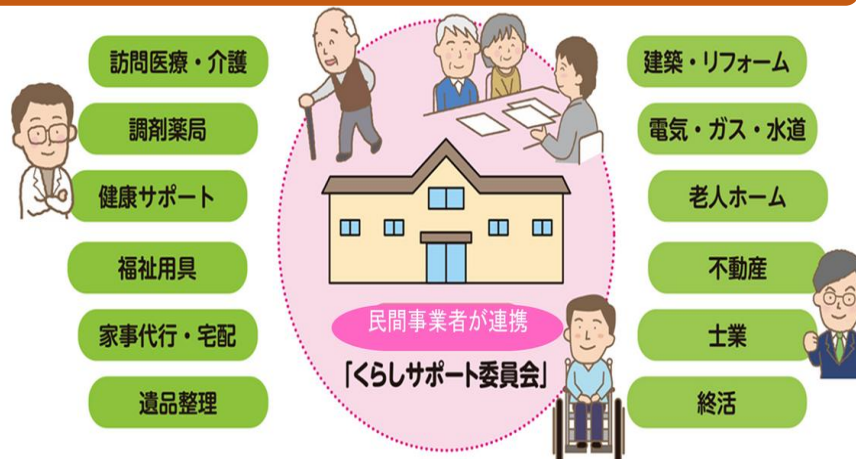 訪問医療・介護
調剤薬局
健康サポート
福祉用具
家事代行・宅配
遺品整理
民間事業者が連携
「くらしサポート委員会」
建築・リフォーム
電気・ガス・水道
老人ホーム
不動産
士業
終活